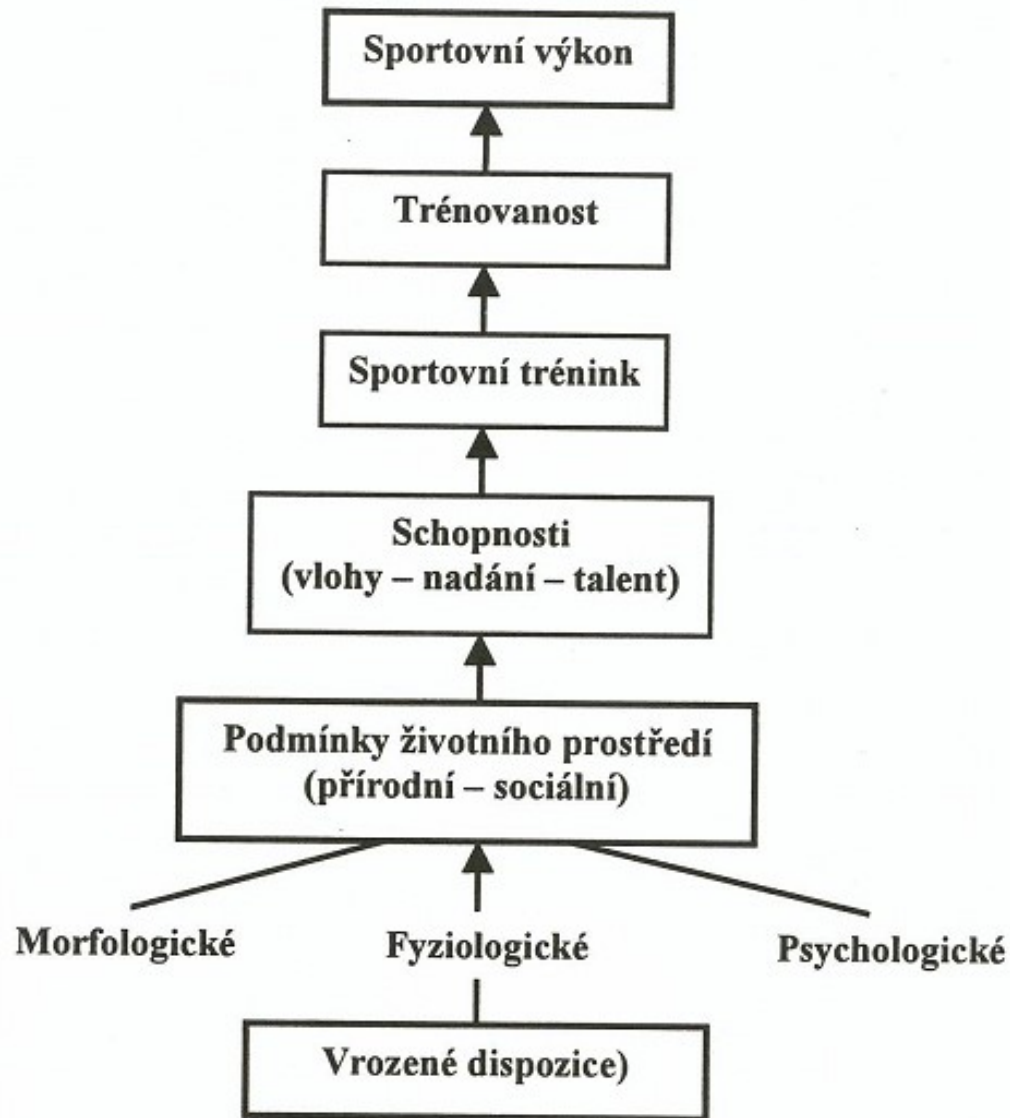 Sportovní výkon
Trénovanost
Sportovní trénink
Schopnosti
(vlohy – nadání – talent)
Podmínky životního prostředí
(přírodní – sociální)
Morfologické
Fyziologické
Psychologické
Vrozené dispozice)